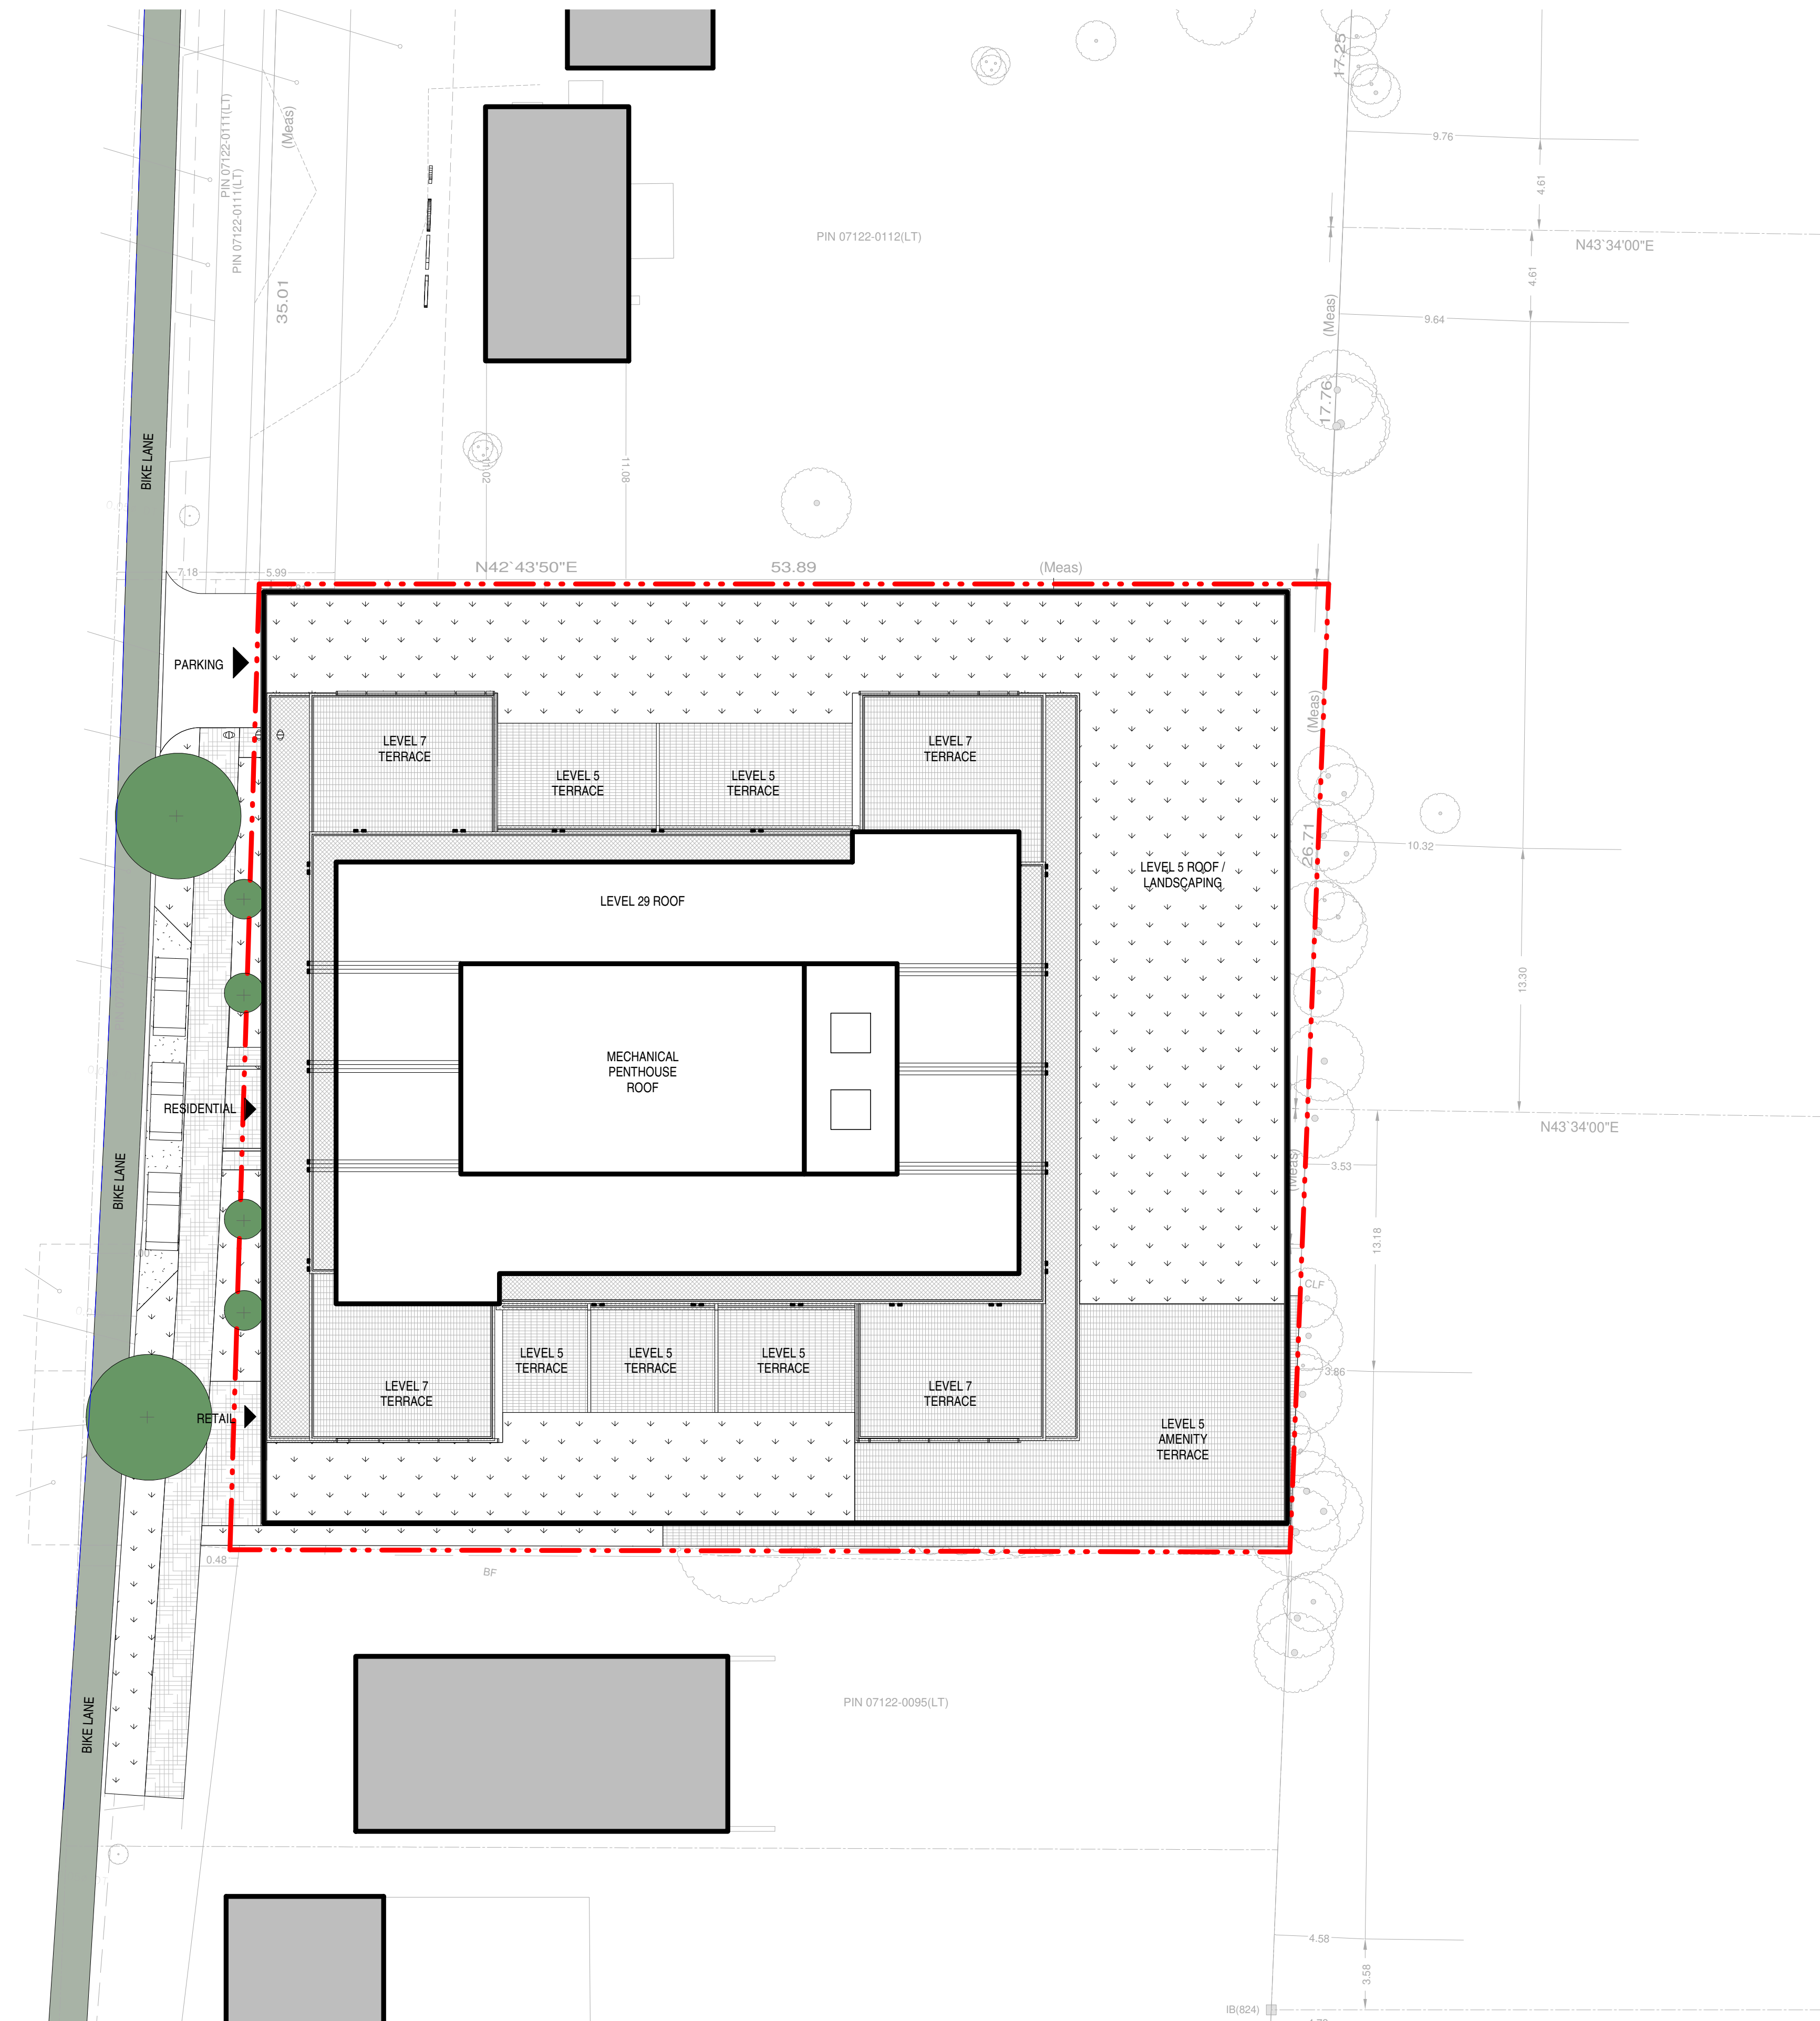 17.25
(Meas)
PIN 07122-0111(LT)
PIN 07122-0111(LT)
9.76
4.61
PIN 07122-0112(LT)
N43°34'00"E
4.61
35.01
(Meas)
9.64
17.76
BIKE LANE
11.02
11.08
7.18
5.99
N42°43'50"E
53.89
(Meas)
PARKING
(Meas)
LEVEL 7
TERRACE
LEVEL 5
TERRACE
LEVEL 5
TERRACE
LEVEL 7
TERRACE
26.71
10.32
LEVEL 5 ROOF /
LANDSCAPING
LEVEL 29 ROOF
13.30
MECHANICAL
PENTHOUSE
ROOF
RESIDENTIAL
N43°34'00"E
BIKE LANE
(Meas)
3.53
13.18
CLF
LEVEL 5
TERRACE
LEVEL 5
TERRACE
LEVEL 5
TERRACE
3.86
LEVEL 7
TERRACE
LEVEL 7
TERRACE
RETAIL
LEVEL 5
AMENITY
TERRACE
0.48
BF
BIKE LANE
PIN 07122-0095(LT)
4.58
3.58
IB(824)